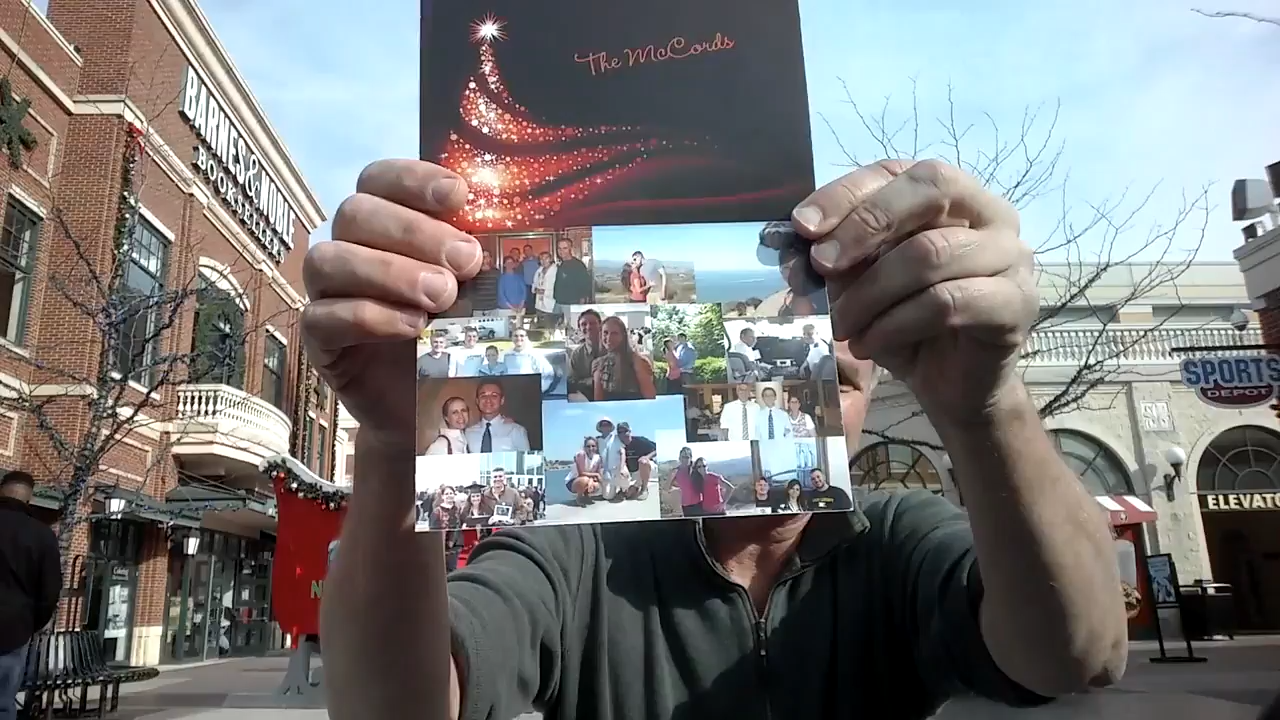 The McCords
BARNES & NOBLE
BOOKSELLERS
SPORTS
DEPOT
ELEVATO
N